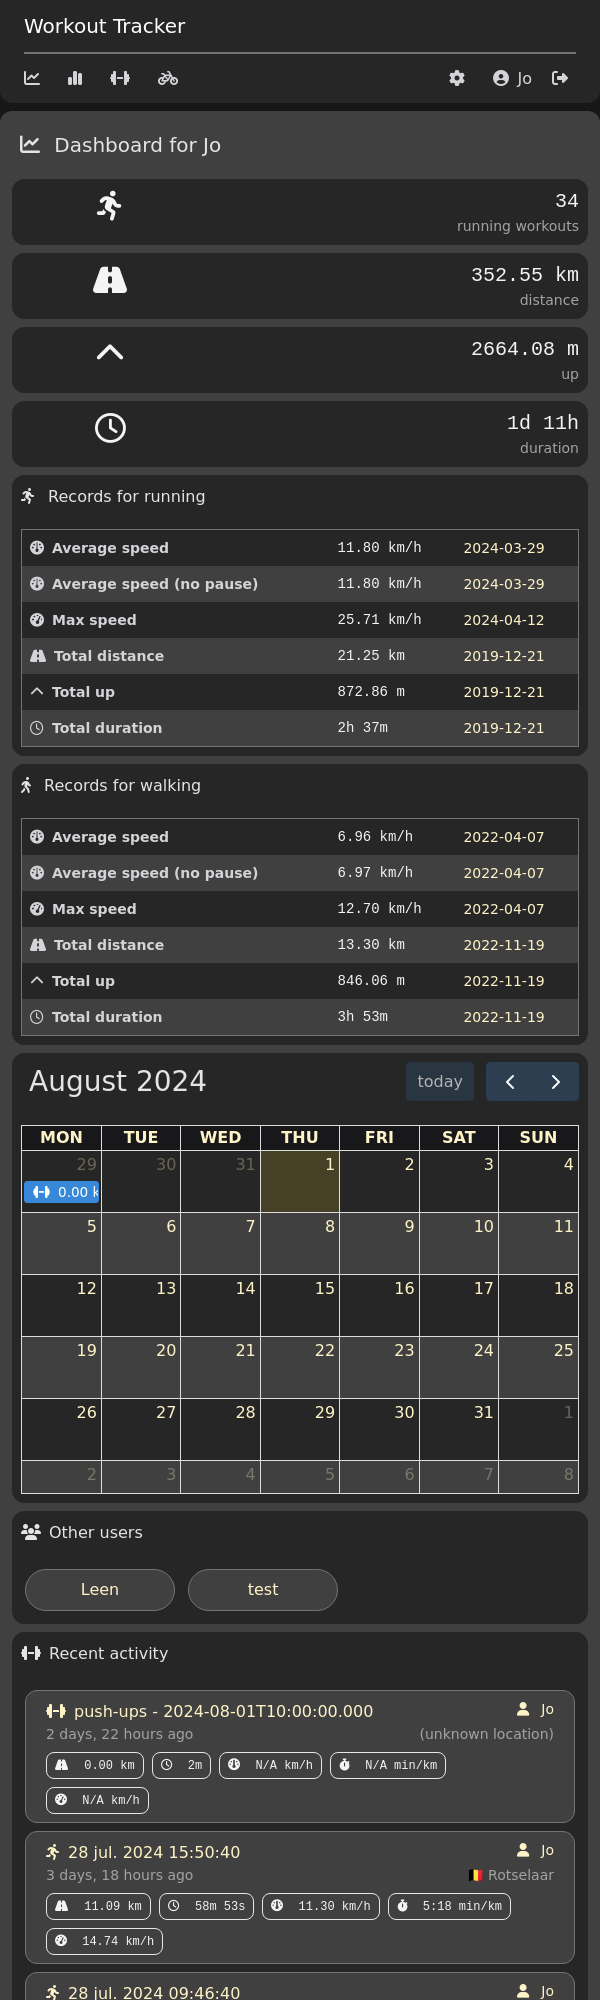 Workout Tracker
Jo
Dashboard for Jo
34
running workouts
352.55 km
distance
2664.08 m
up
1d 11h
duration
Records for running
Average speed 11.80 km/h 2024-03-29
Average speed (no pause) 11.80 km/h 2024-03-29
Max speed 25.71 km/h 2024-04-12
Total distance 21.25 km 2019-12-21
Total up 872.86 m 2019-12-21
Total duration 2h 37m 2019-12-21
Records for walking
Average speed 6.96 km/h 2022-04-07
Average speed (no pause) 6.97 km/h 2022-04-07
Max speed 12.70 km/h 2022-04-07
Total distance 13.30 km 2022-11-19
Total up 846.06 m 2022-11-19
Total duration 3h 53m 2022-11-19
August 2024 today
MON TUE WED THU FRI SAT SUN
29 30 31 1 2 3 4
0.00 k
5 6 7 8 9 10 11
12 13 14 15 16 17 18
19 20 21 22 23 24 25
26 27 28 29 30 31 1
2 3 4 5 6 7 8
Other users
Leen test
Recent activity
push-ups - 2024-08-01T10:00:00.000 Jo
2 days, 22 hours ago (unknown location)
0.00 km 2m N/A km/h N/A min/km
N/A km/h
28 jul. 2024 15:50:40 Jo
3 days, 18 hours ago Rotselaar
11.09 km 58m 53s 11.30 km/h 5:18 min/km
14.74 km/h
28 jul. 2024 09:46:40 Jo